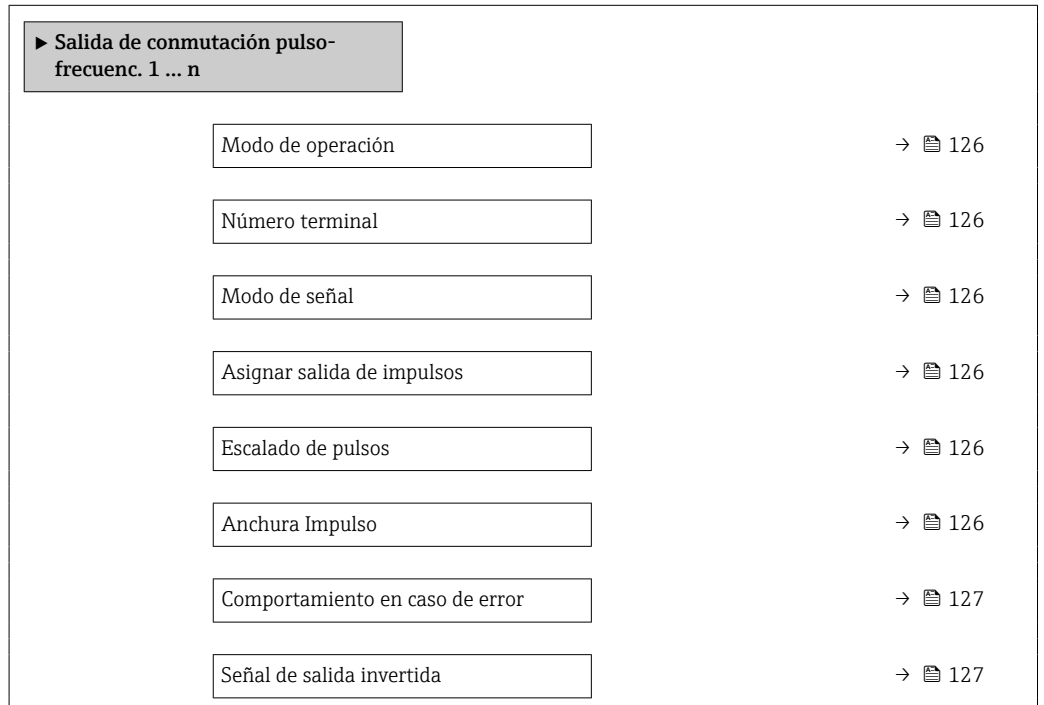 ▶ Salida de conmutación pulso-
frecuenc. 1 ... n
Modo de operación → 126
Número terminal → 126
Modo de señal → 126
Asignar salida de impulsos → 126
Escalado de pulsos → 126
Anchura Impulso → 126
Comportamiento en caso de error → 127
Señal de salida invertida → 127